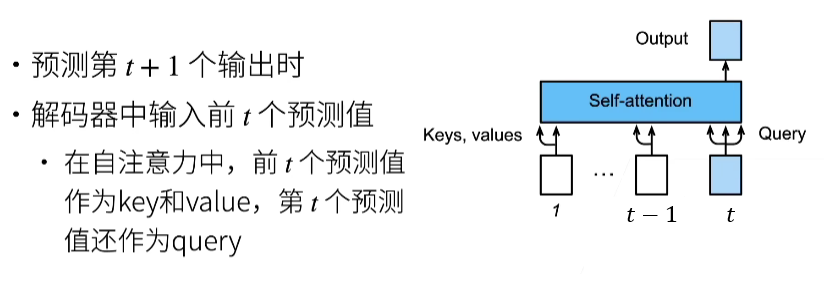 • 预测第 t + 1 个输出时
• 解码器中输入前 t 个预测值
• 在自注意力中，前 t 个预测值
作为key和value，第 t 个预测
值还作为query
Output
Self-attention
Keys, values
Query
...
1
t − 1
t